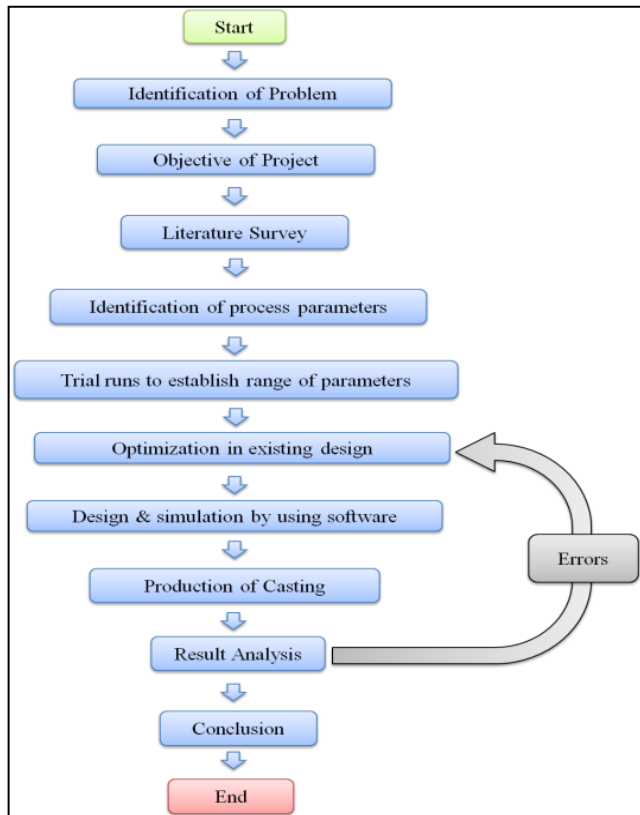 Start
Identification of Problem
Objective of Project
Literature Survey
Identification of process parameters
Trial runs to establish range of parameters
Optimization in existing design
Design & simulation by using software
Errors
Production of Casting
Result Analysis
Conclusion
End